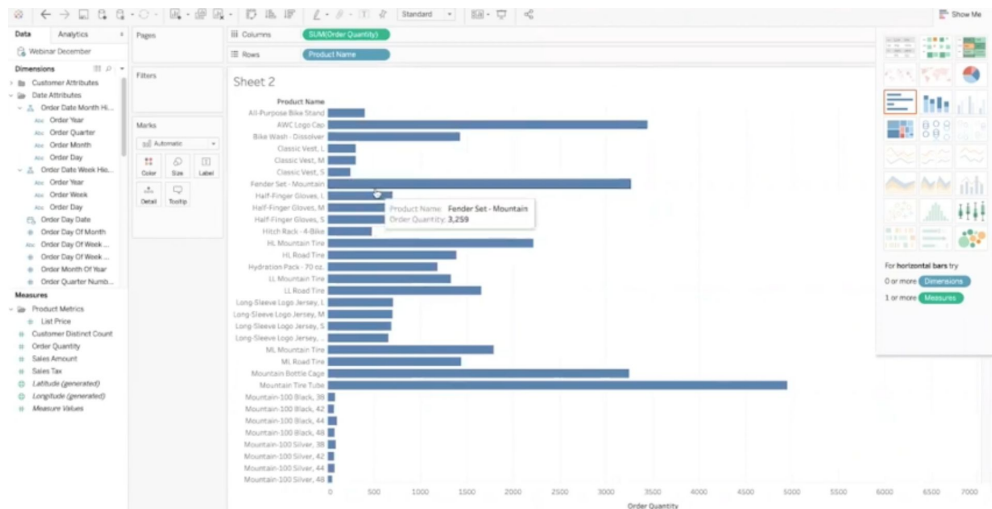 Standard
Show Me
Data
Analytics
Pages
Columns
SUM(Order Quantity)
Rows
Product Name
Webinar December
Dimensions
Customer Attributes
Date Attributes
Order Date Month Hi...
Abc Order Year
Abc Order Quarter
Abc Order Month
Abc Order Day
Order Date Week Hie...
Abc Order Year
Abc Order Week
Abc Order Day
Order Day Date
Order Day Of Month
Abc Order Day Of Week ...
Order Day Of Week ...
Order Month Of Year
Order Quarter Numb...
Measures
Product Metrics
List Price
Customer Distinct Count
Order Quantity
Sales Amount
Sales Tax
Latitude (generated)
Longitude (generated)
Measure Values
Filters
Marks
Automatic
Color
Size
Label
Detail
Tooltip
Sheet 2
Product Name
All-Purpose Bike Stand
AWC Logo Cap
Bike Wash - Dissolver
Classic Vest, L
Classic Vest, M
Classic Vest, S
Fender Set - Mountain
Half-Finger Gloves, L
Half-Finger Gloves, M
Half-Finger Gloves, S
Hitch Rack - 4-Bike
HL Mountain Tire
HL Road Tire
Hydration Pack - 70 oz.
LL Mountain Tire
LL Road Tire
Long-Sleeve Logo Jersey, L
Long-Sleeve Logo Jersey, M
Long-Sleeve Logo Jersey, S
Long-Sleeve Logo Jersey, ..
ML Mountain Tire
ML Road Tire
Mountain Bottle Cage
Mountain Tire Tube
Mountain-100 Black, 38
Mountain-100 Black, 42
Mountain-100 Black, 44
Mountain-100 Black, 48
Mountain-100 Silver, 38
Mountain-100 Silver, 42
Mountain-100 Silver, 44
Mountain-100 Silver, 48
Product Name: Fender Set - Mountain
Order Quantity: 3,259
0 500 1000 1500 2000 2500 3000 3500 4000 4500 5000 5500 6000 6500 7000
Order Quantity
For horizontal bars try
0 or more Dimensions
1 or more Measures